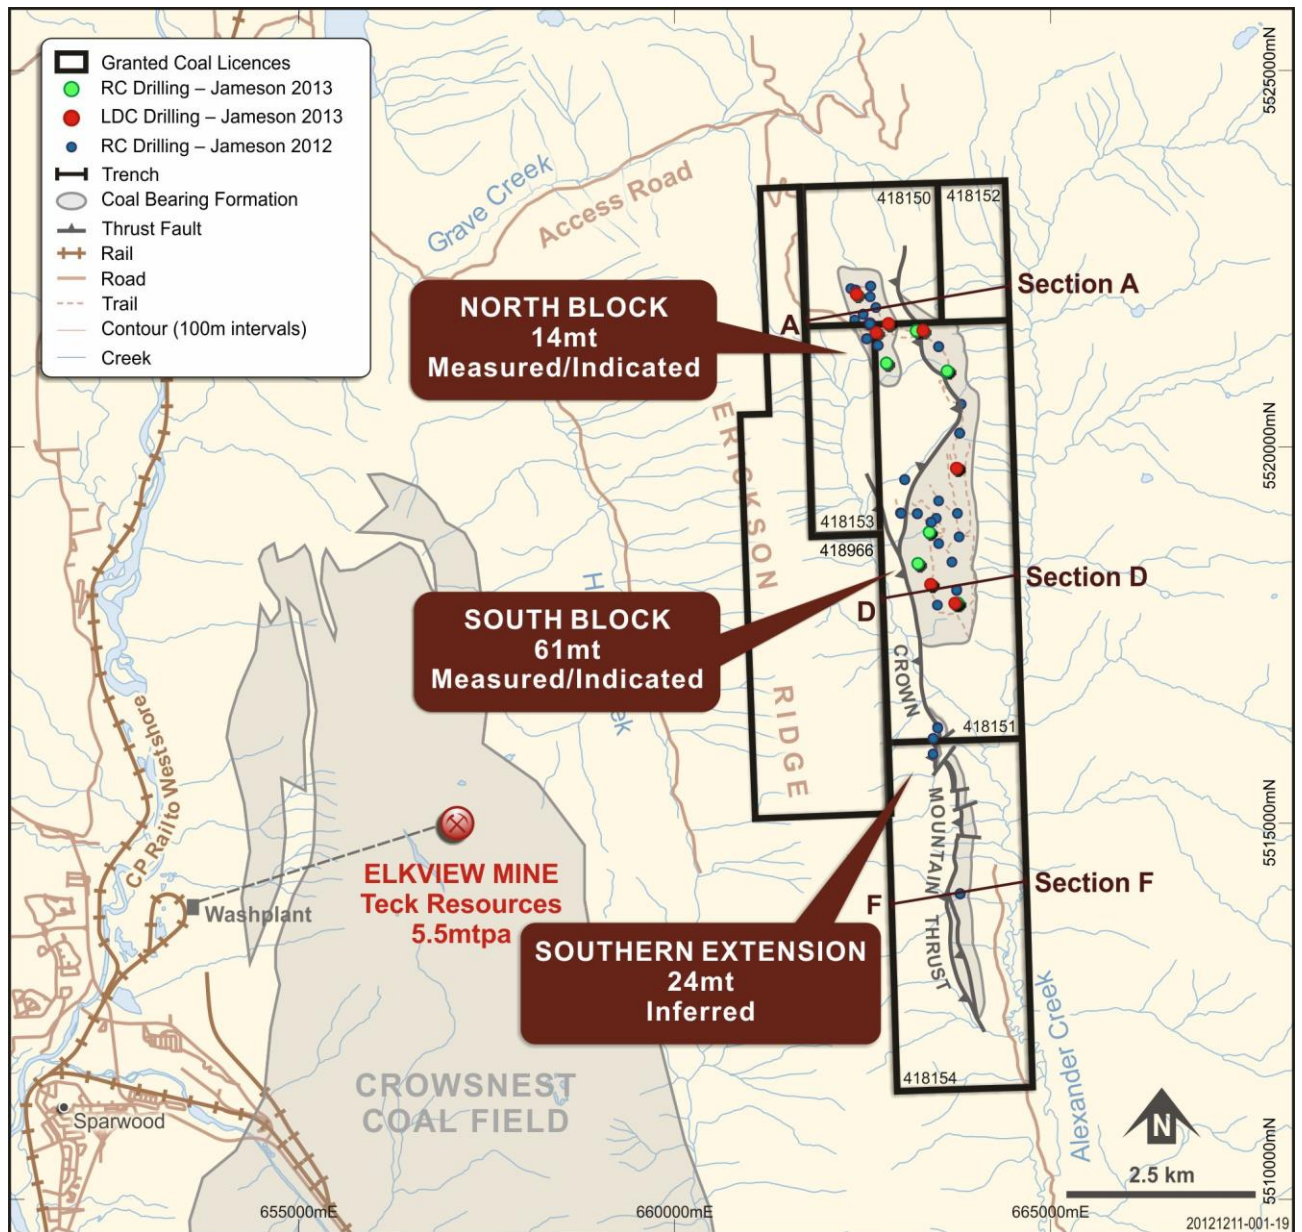 Granted Coal Licences
RC Drilling – Jameson 2013
LDC Drilling – Jameson 2013
RC Drilling – Jameson 2012
Trench
Coal Bearing Formation
Thrust Fault
Rail
Road
Trail
Contour (100m intervals)
Creek
Grave Creek
Access Road
5525000mN
418150
418152
Section A
A
NORTH BLOCK
14mt
Measured/Indicated
ERICKSON
RIDGE
5520000mN
418153
418966
Section D
D
SOUTH BLOCK
61mt
Measured/Indicated
H
ek
CROWN
MOUNTAIN
THRUST
418151
CP Rail to Westshore
5515000mN
ELKVIEW MINE
Teck Resources
5.5mtpa
Washplant
Section F
F
SOUTHERN EXTENSION
24mt
Inferred
Alexander Creek
418154
CROWSNEST
COAL FIELD
Sparwood
N
2.5 km
5510000mN
655000mE
660000mE
665000mE
20121211-001-19